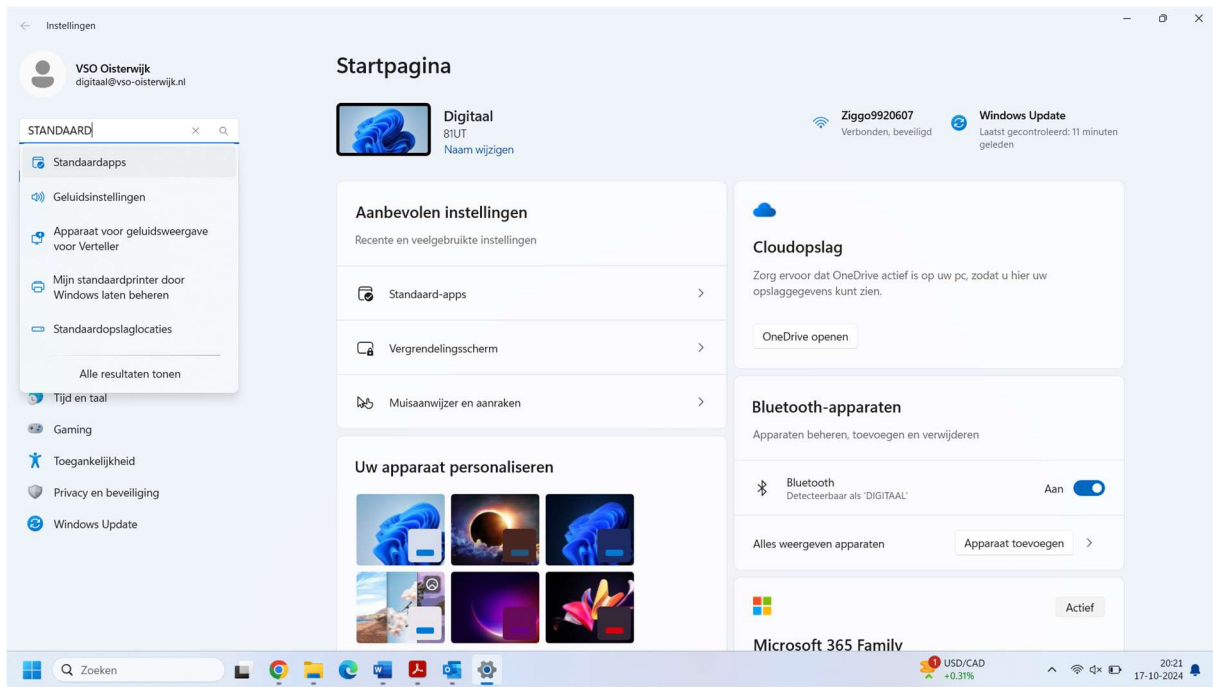 Instellingen
VSO Oisterwijk
digitaal@vso-oisterwijk.nl
STANDAARD
Standaardapps
Geluidsinstellingen
Apparaat voor geluidsweergave
voor Verteller
Mijn standaardprinter door
Windows laten beheren
Standaardopslaglocaties
Alle resultaten tonen
Tijd en taal
Gaming
Toegankelijkheid
Privacy en beveiliging
Windows Update
Startpagina
Digitaal
81UT
Naam wijzigen
Ziggo9920607
Verbonden, beveiligd
Windows Update
Laatst gecontroleerd: 11 minuten
geleden
Aanbevolen instellingen
Recente en veelgebruikte instellingen
Standaard-apps
Vergrendelingsscherm
Muisaanwijzer en aanraken
Uw apparaat personaliseren
Cloudopslag
Zorg ervoor dat OneDrive actief is op uw pc, zodat u hier uw
opslaggegevens kunt zien.
OneDrive openen
Bluetooth-apparaten
Apparaten beheren, toevoegen en verwijderen
Bluetooth
Detecteerbaar als 'DIGITAAL'
Aan
Alles weergeven apparaten
Apparaat toevoegen
Actief
Microsoft 365 Family
Zoeken
1
USD/CAD
+0.31%
20:21
17-10-2024